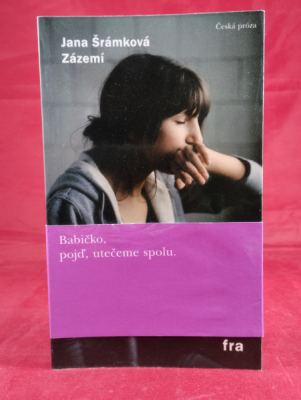 Česká próza
Jana Šrámková
Zázemí
Babičko,
pojď, utečeme spolu.
fra